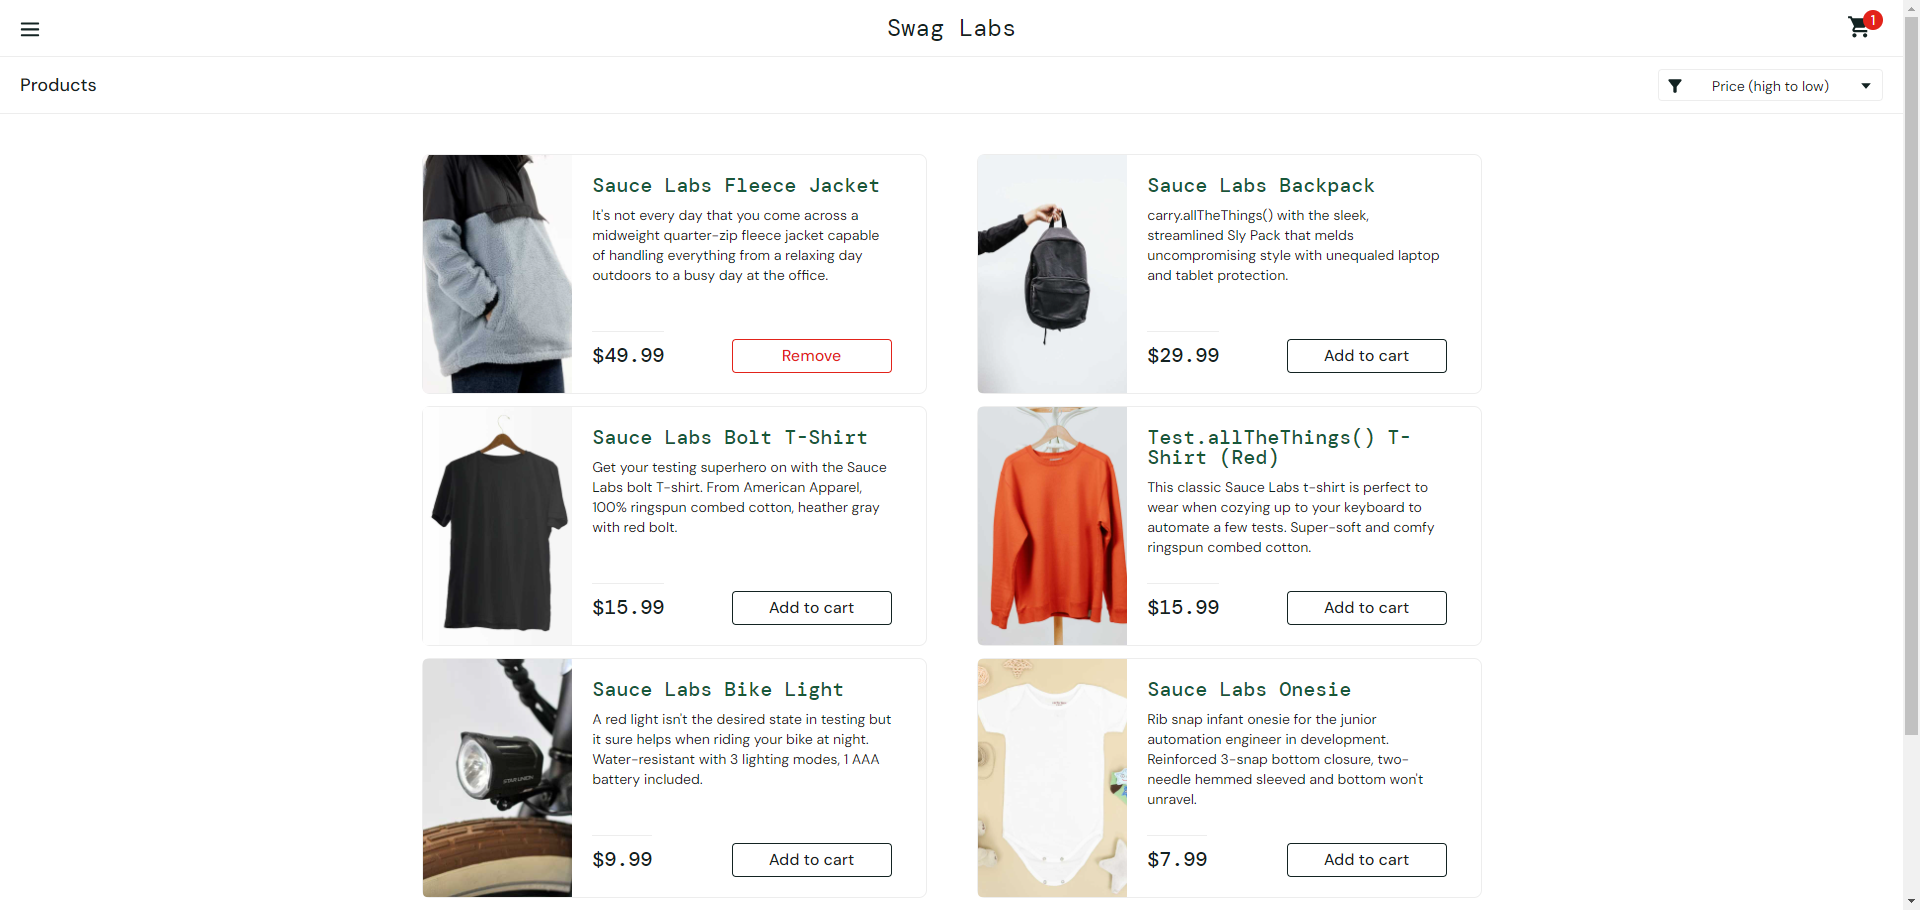 Swag Labs
1
Products
Price (high to low)
Sauce Labs Fleece Jacket
It's not every day that you come across a
midweight quarter-zip fleece jacket capable
of handling everything from a relaxing day
outdoors to a busy day at the office.
$49.99
Remove
Sauce Labs Backpack
carry.allTheThings() with the sleek,
streamlined Sly Pack that melds
uncompromising style with unequaled laptop
and tablet protection.
$29.99
Add to cart
Sauce Labs Bolt T-Shirt
Get your testing superhero on with the Sauce
Labs bolt T-shirt. From American Apparel,
100% ringspun combed cotton, heather gray
with red bolt.
$15.99
Add to cart
Test.allTheThings() T-
Shirt (Red)
This classic Sauce Labs t-shirt is perfect to
wear when cozying up to your keyboard to
automate a few tests. Super-soft and comfy
ringspun combed cotton.
$15.99
Add to cart
Sauce Labs Bike Light
A red light isn't the desired state in testing but
it sure helps when riding your bike at night.
Water-resistant with 3 lighting modes, 1 AAA
battery included.
$9.99
Add to cart
Sauce Labs Onesie
Rib snap infant onesie for the junior
automation engineer in development.
Reinforced 3-snap bottom closure, two-
needle hemmed sleeved and bottom won't
unravel.
$7.99
Add to cart